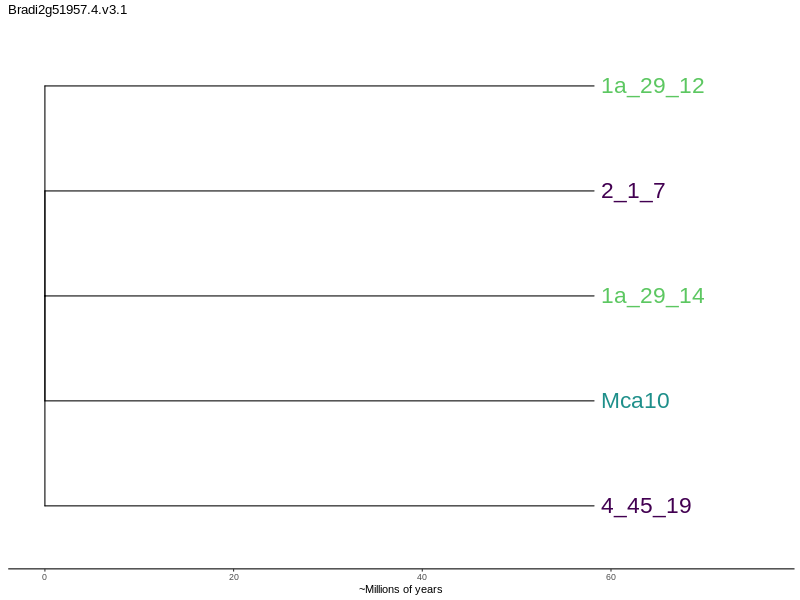 Bradi2g51957.4.v3.1
1a_29_12
2_1_7
1a_29_14
Mca10
4_45_19
0 20 40 60
~Millions of years